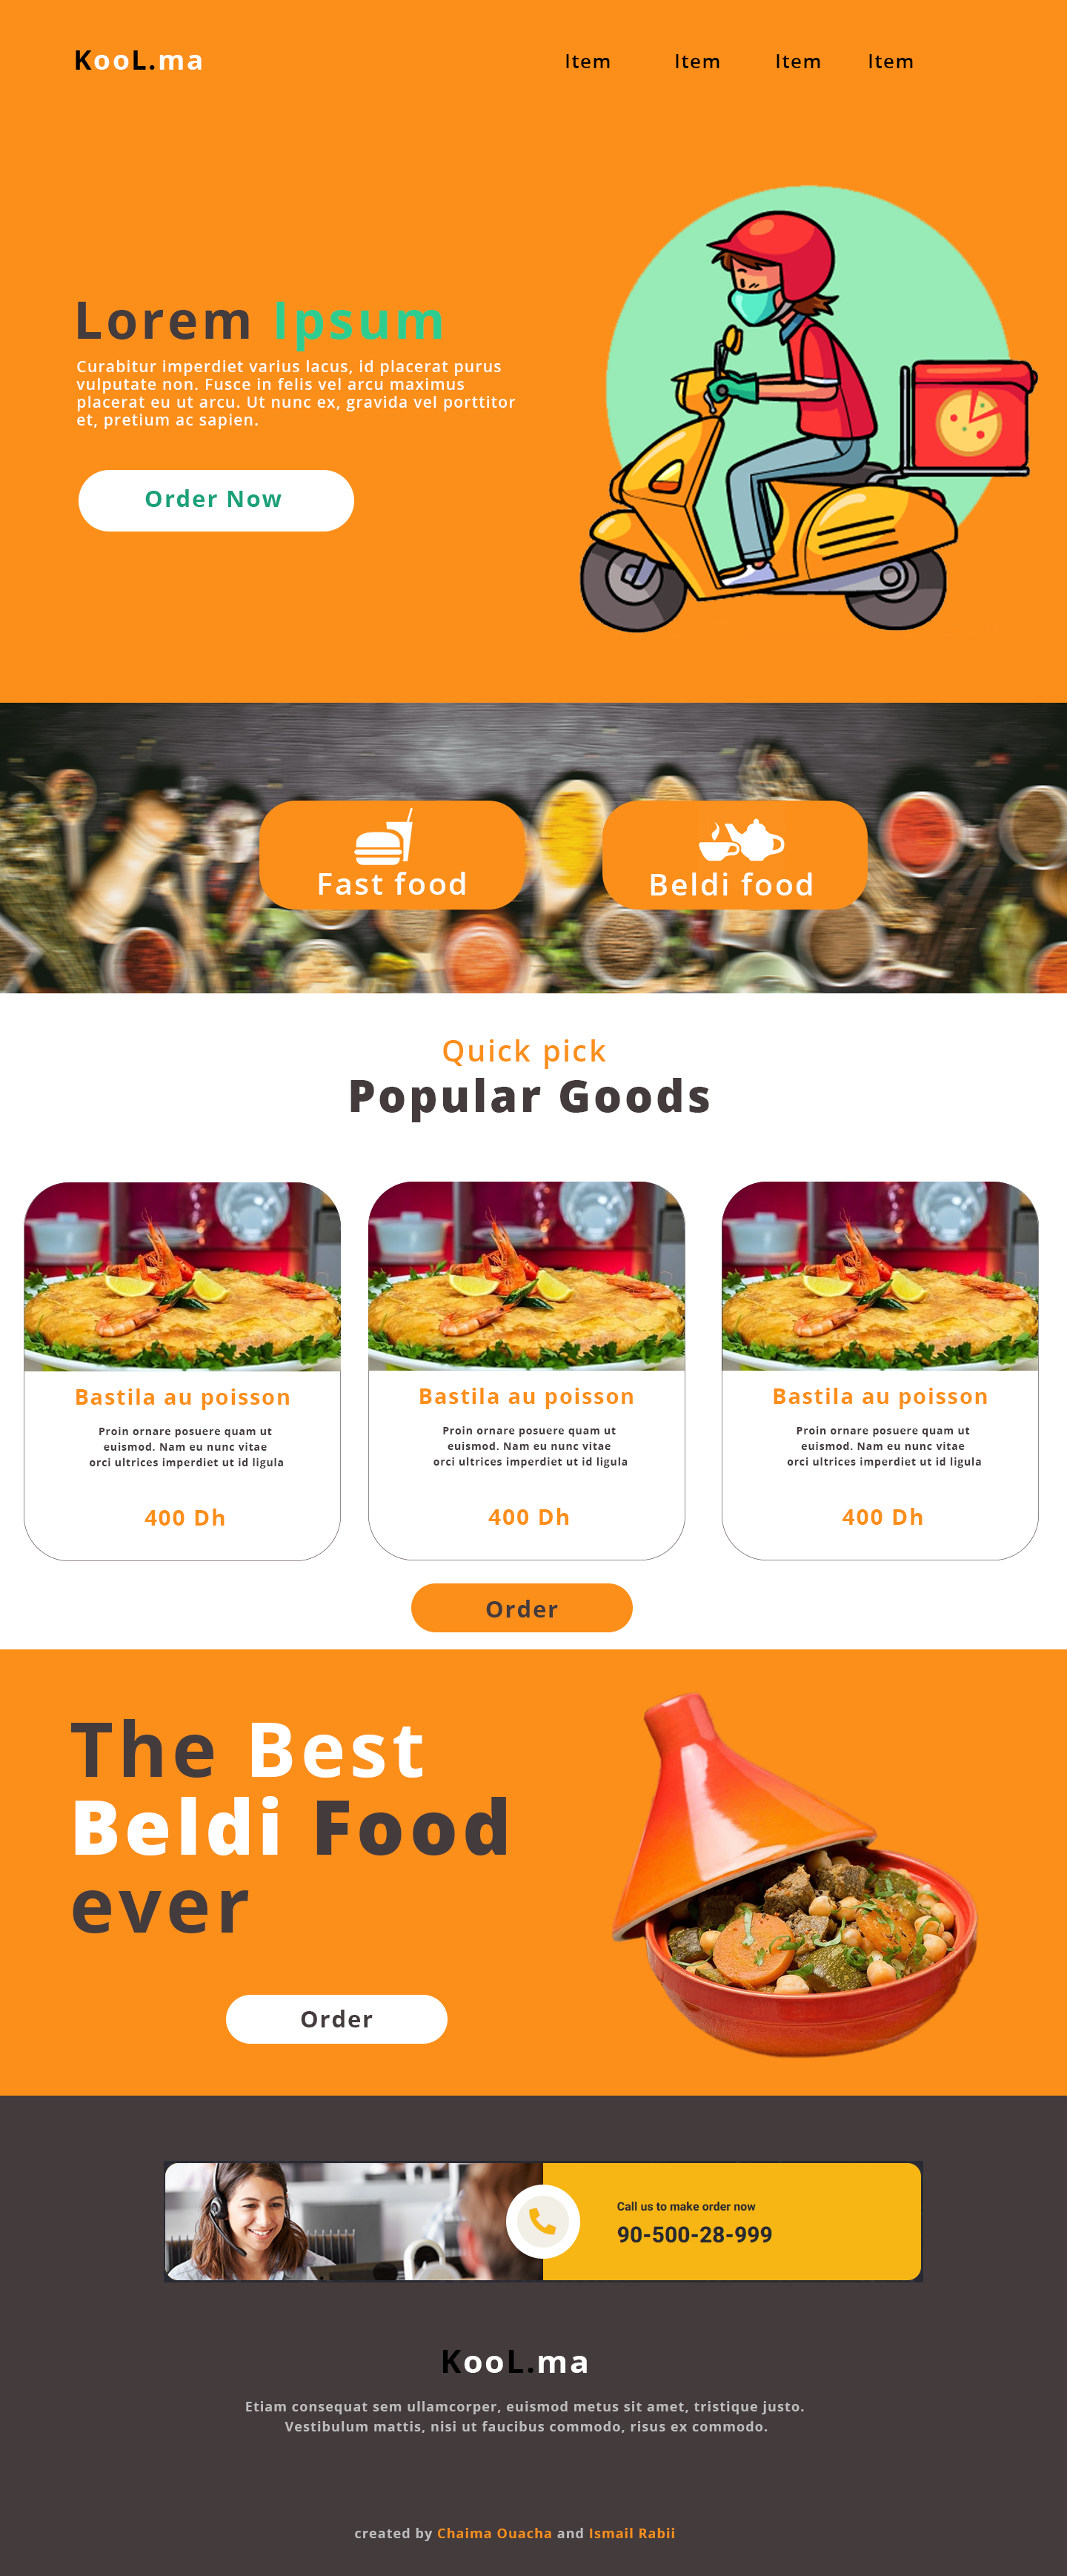 KooL.ma
Item Item Item Item
Lorem Ipsum
Curabitur imperdiet varius lacus, id placerat purus
vulputate non. Fusce in felis vel arcu maximus
placerat eu ut arcu. Ut nunc ex, gravida vel porttitor
et, pretium ac sapien.
Order Now
Fast food
Beldi food
Quick pick
Popular Goods
Bastila au poisson
Proin ornare posuere quam ut
euismod. Nam eu nunc vitae
orci ultrices imperdiet ut id ligula
400 Dh
Bastila au poisson
Proin ornare posuere quam ut
euismod. Nam eu nunc vitae
orci ultrices imperdiet ut id ligula
400 Dh
Bastila au poisson
Proin ornare posuere quam ut
euismod. Nam eu nunc vitae
orci ultrices imperdiet ut id ligula
400 Dh
Order
The Best
Beldi Food
ever
Order
Call us to make order now
90-500-28-999
KooL.ma
Etiam consequat sem ullamcorper, euismod metus sit amet, tristique justo.
Vestibulum mattis, nisi ut faucibus commodo, risus ex commodo.
created by Chaima Ouacha and Ismail Rabii